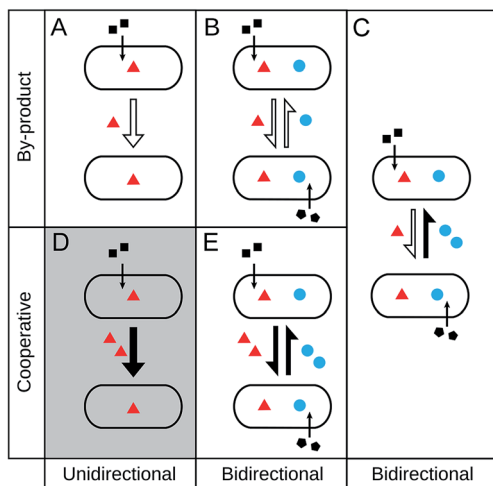 A
B
C
By-product
D
E
Cooperative
Unidirectional
Bidirectional
Bidirectional